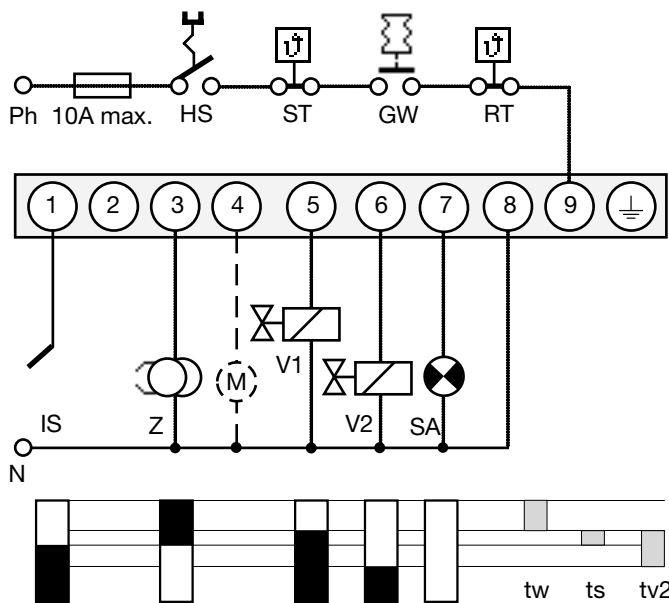 ϑ ϑ
Ph 10A max. HS ST GW RT
1 2 3 4 5 6 7 8 9
M
V1
V2
IS Z SA
N
tw ts tv2